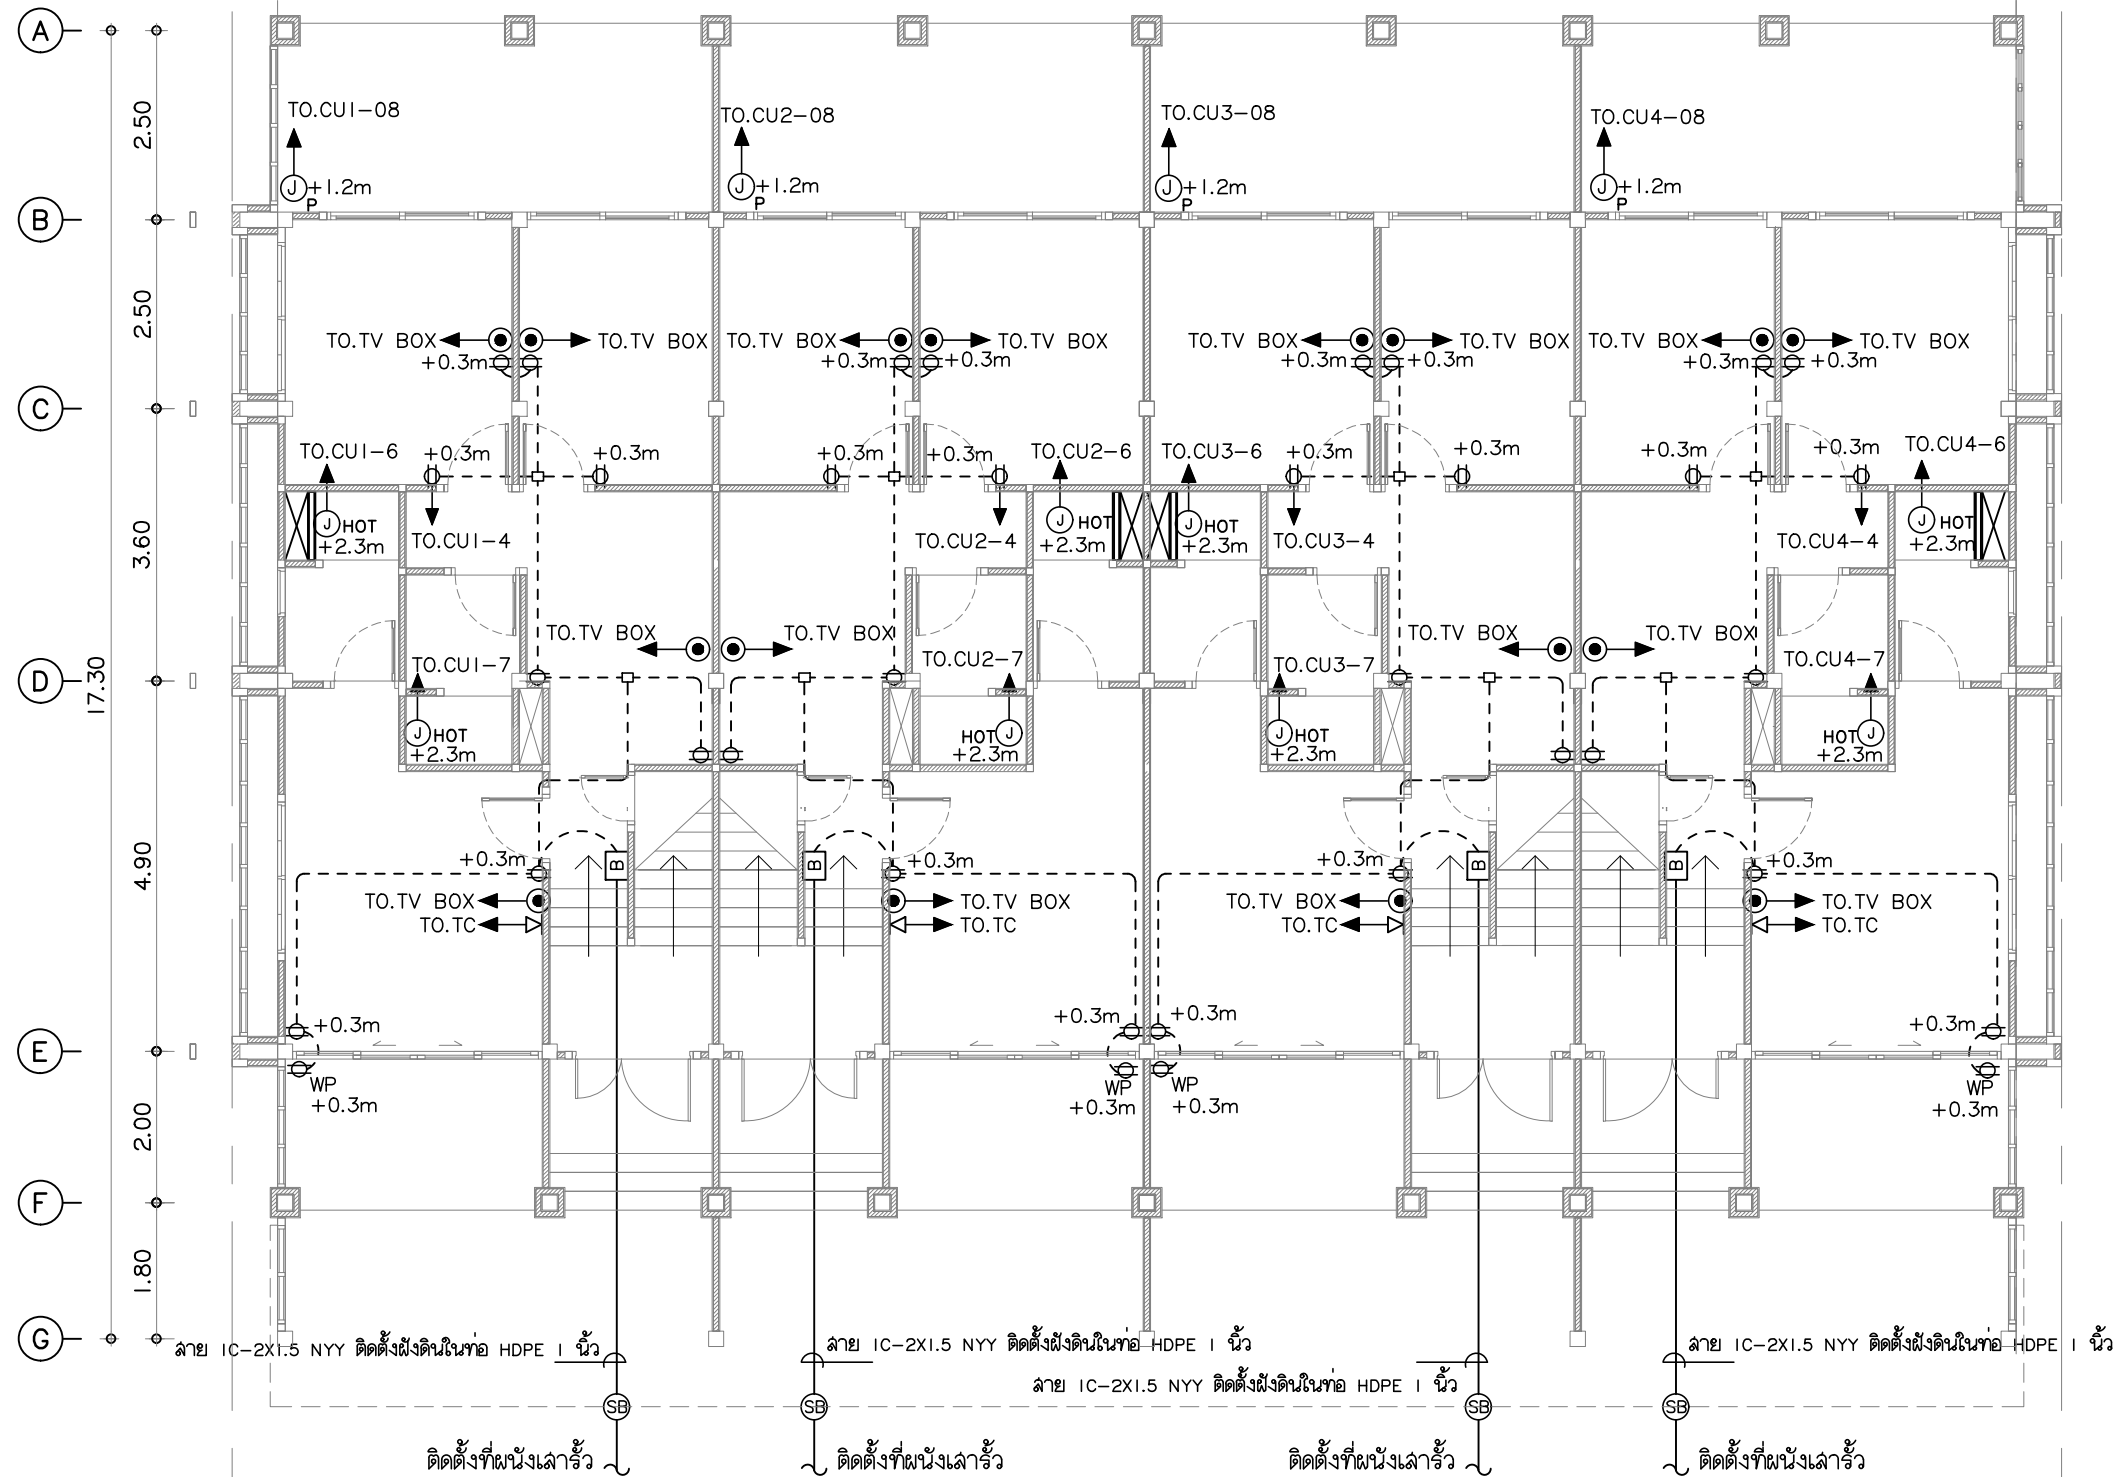 A
TO.CU1-08
TO.CU2-08
TO.CU3-08
TO.CU4-08
2.50
J +1.2m
P
J +1.2m
P
J +1.2m
P
J +1.2m
P
B
2.50
TO.TV BOX
TO.TV BOX
TO.TV BOX
TO.TV BOX
TO.TV BOX
TO.TV BOX
TO.TV BOX
TO.TV BOX
+0.3m
+0.3m
+0.3m
+0.3m
+0.3m
+0.3m
+0.3m
C
TO.CU1-6
+0.3m
+0.3m
+0.3m
+0.3m
TO.CU2-6
TO.CU3-6
+0.3m
+0.3m
+0.3m
+0.3m
TO.CU4-6
J HOT
+2.3m
J HOT
+2.3m
J HOT
+2.3m
J HOT
+2.3m
3.60
TO.CU1-4
TO.CU2-4
TO.CU3-4
TO.CU4-4
TO.TV BOX
TO.TV BOX
TO.TV BOX
TO.TV BOX
17.30
D
TO.CU1-7
TO.CU2-7
TO.CU3-7
TO.CU4-7
J HOT
+2.3m
HOT J
+2.3m
J HOT
+2.3m
HOT J
+2.3m
4.90
+0.3m
B
B
+0.3m
+0.3m
B
B
+0.3m
TO.TV BOX
TO.TV BOX
TO.TV BOX
TO.TV BOX
TO.TC
TO.TC
TO.TC
TO.TC
+0.3m
+0.3m
+0.3m
+0.3m
E
WP
+0.3m
WP
+0.3m
WP
+0.3m
WP
+0.3m
2.00
F
1.80
G
สาย 1C-2X1.5 NYY ติดตั้งฝังดินในท่อ HDPE 1 นิ้ว
สาย 1C-2X1.5 NYY ติดตั้งฝังดินในท่อ HDPE 1 นิ้ว
สาย 1C-2X1.5 NYY ติดตั้งฝังดินในท่อ HDPE 1 นิ้ว
สาย 1C-2X1.5 NYY ติดตั้งฝังดินในท่อ HDPE 1 นิ้ว
SB
SB
SB
SB
ติดตั้งที่ผนังเสารั้ว
ติดตั้งที่ผนังเสารั้ว
ติดตั้งที่ผนังเสารั้ว
ติดตั้งที่ผนังเสารั้ว